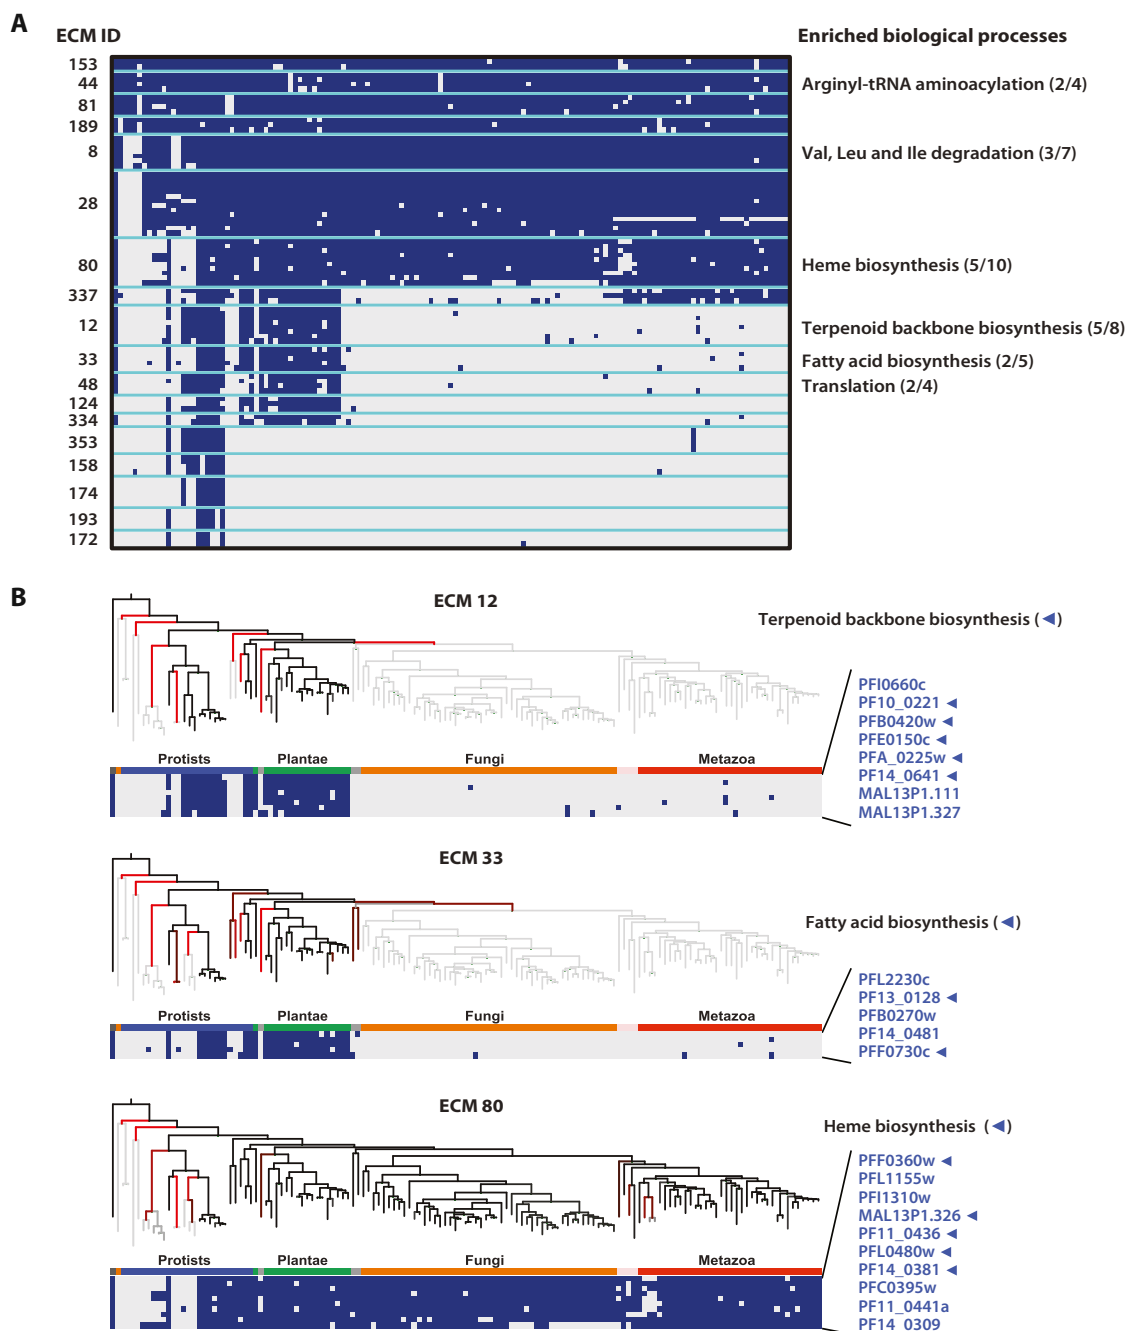 A
ECM ID
Enriched biological processes
153
44
Arginyl-tRNA aminoacylation (2/4)
81
189
8
Val, Leu and Ile degradation (3/7)
28
80
Heme biosynthesis (5/10)
337
12
Terpenoid backbone biosynthesis (5/8)
33
Fatty acid biosynthesis (2/5)
48
Translation (2/4)
124
334
353
158
174
193
172
B
ECM 12
Terpenoid backbone biosynthesis (◄)
PFI0660c
PF10_0221 ◄
PFB0420w ◄
PFE0150c ◄
PFA_0225w ◄
PF14_0641 ◄
MAL13P1.111
MAL13P1.327
Protists Plantae Fungi Metazoa
ECM 33
Fatty acid biosynthesis (◄)
PFL2230c
PF13_0128 ◄
PFB0270w
PF14_0481
PFF0730c ◄
Protists Plantae Fungi Metazoa
ECM 80
Heme biosynthesis (◄)
PFF0360w ◄
PFL1155w
PFI1310w
MAL13P1.326 ◄
PF11_0436 ◄
PFL0480w ◄
PF14_0381 ◄
PFC0395w
PF11_0441a
PF14_0309
Protists Plantae Fungi Metazoa